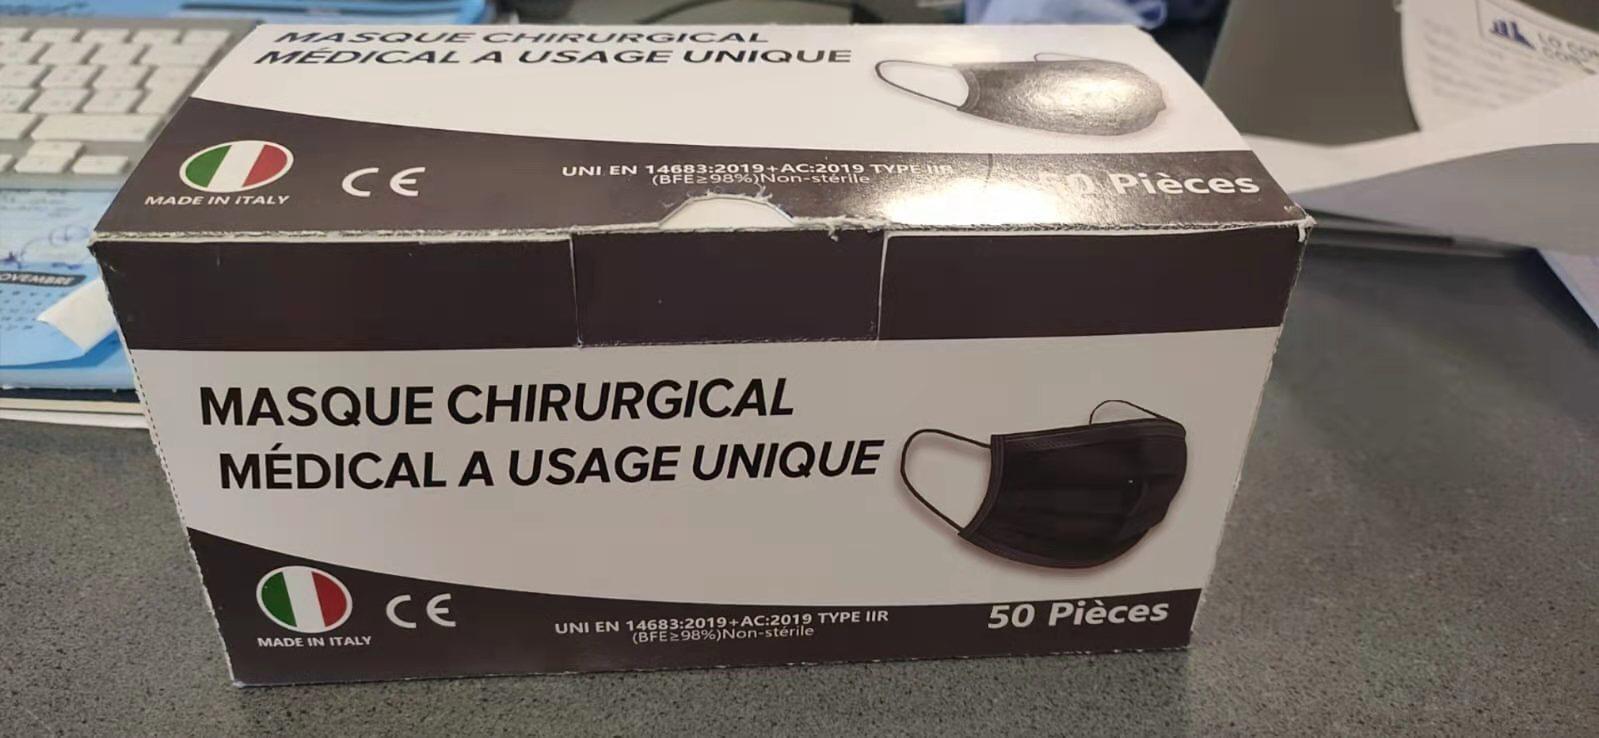 MASQUE CHIRURGICAL
MÉDICAL A USAGE UNIQUE
MADE IN ITALY
CE
UNI EN 14683:2019+AC:2019 TYPE IIR
(BFE≥98%)Non-stérile
50 Pièces
MASQUE CHIRURGICAL
MÉDICAL A USAGE UNIQUE
MADE IN ITALY
CE
UNI EN 14683:2019+AC:2019 TYPE IIR
(BFE≥98%)Non-stérile
50 Pièces
NOVEMBRE